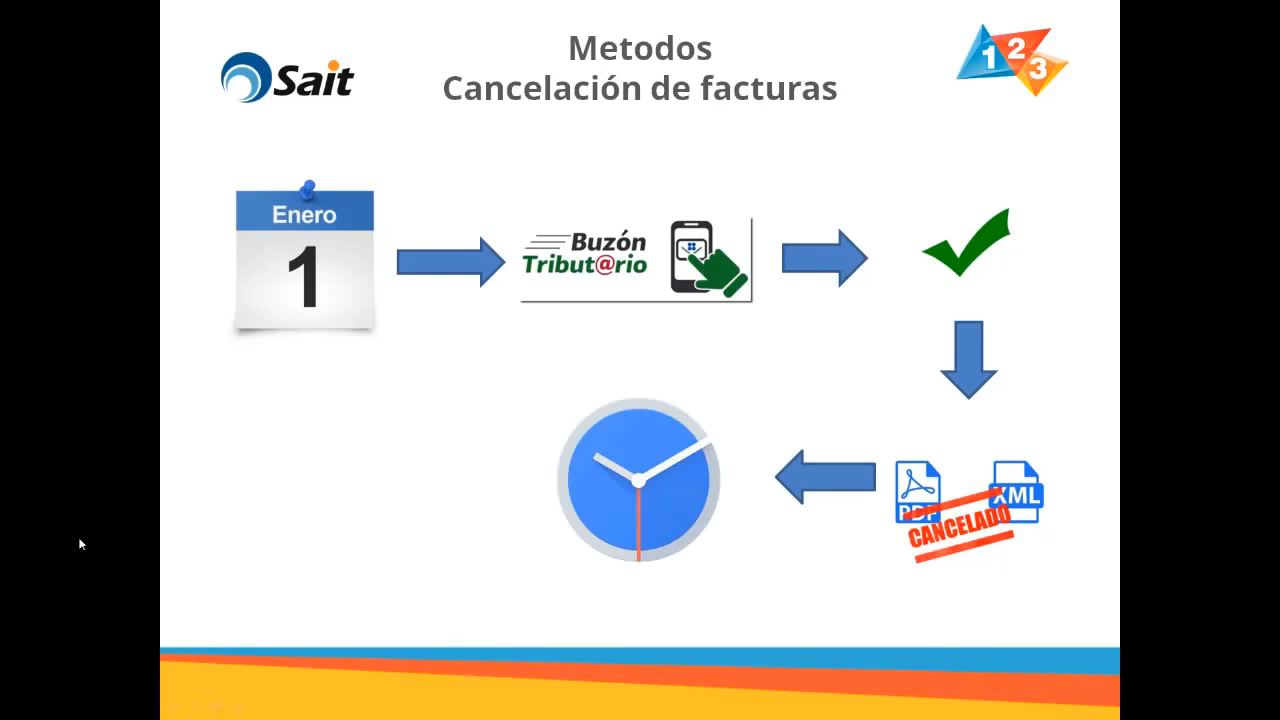 Metodos
Cancelación de facturas
Sait
1 2 3
Enero
1
Buzón
Tribut@rio
PDF
XML
CANCELADO